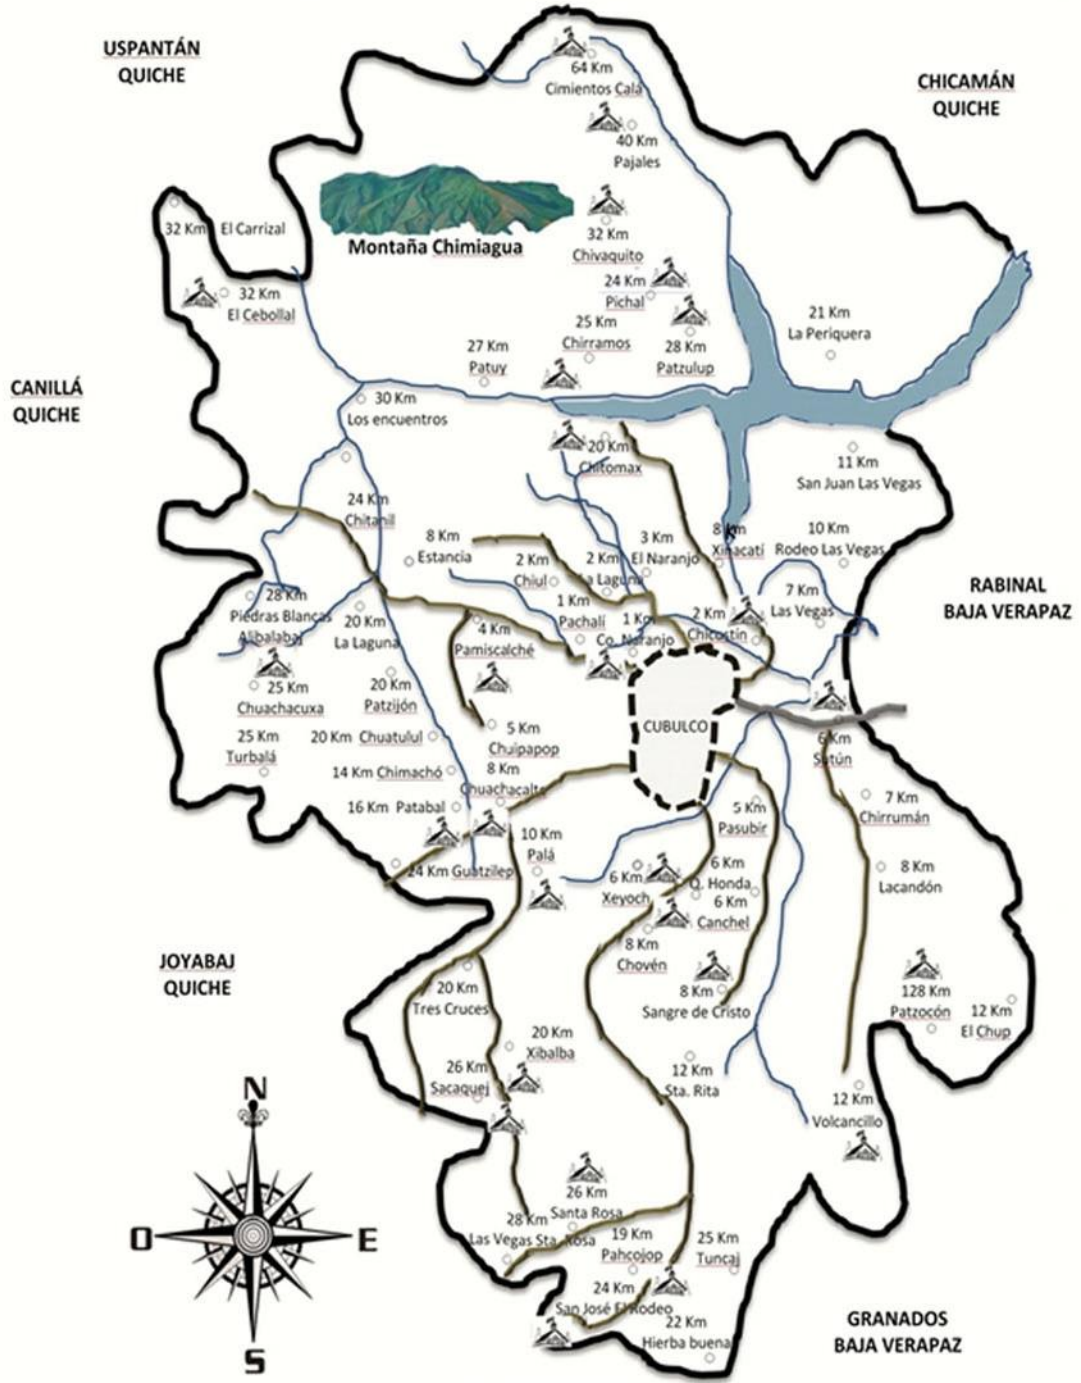 USPANTÁN
QUICHE
CHICAMÁN
QUICHE
64 Km
Cimientos Calá
40 Km
Pajales
Montaña Chimiagua
32 Km
El Carrizal
32 Km
Chivaquito
24 Km
Pichal
32 Km
El Cebollal
25 Km
Chirramos
21 Km
La Periquera
27 Km
Patuy
28 Km
Patzulup
CANILLÁ
QUICHE
30 Km
Los encuentros
20 Km
Chitomax
11 Km
San Juan Las Vegas
24 Km
Chitanil
8 Km
Estancia
3 Km
El Naranjo
8 Km
Xinacatí
10 Km
Rodeo Las Vegas
2 Km
Chiul
2 Km
La Laguna
28 Km
Piedras Blancas
Alibalabaj
20 Km
La Laguna
1 Km
Pachalí
1 Km
Co. Naranjo
2 Km
Chicostin
7 Km
Las Vegas
RABINAL
BAJA VERAPAZ
4 Km
Pamiscalché
25 Km
Chuachacuxa
20 Km
Patzijón
CUBULCO
25 Km
Turbalá
20 Km Chuatulul
5 Km
Chuipapop
6 Km
Sutún
14 Km Chimachó
8 Km
Chuachacalte
16 Km Patabal
5 Km
Pasubir
7 Km
Chirrumán
10 Km
Palá
24 Km Guatzilep
6 Km
Xeyoch
6 Km
Q. Honda
8 Km
Lacandón
6 Km
Canchel
8 Km
Chovén
JOYABAJ
QUICHE
20 Km
Tres Cruces
8 Km
Sangre de Cristo
128 Km
Patzocón
12 Km
El Chup
20 Km
Xibalba
26 Km
Sacaquej
12 Km
Sta. Rita
12 Km
Volcancillo
N
O
E
S
26 Km
Santa Rosa
28 Km
Las Vegas Sta. Rosa
19 Km
Pahcojop
25 Km
Tuncaj
24 Km
San José El Rodeo
22 Km
Hierba buena
GRANADOS
BAJA VERAPAZ